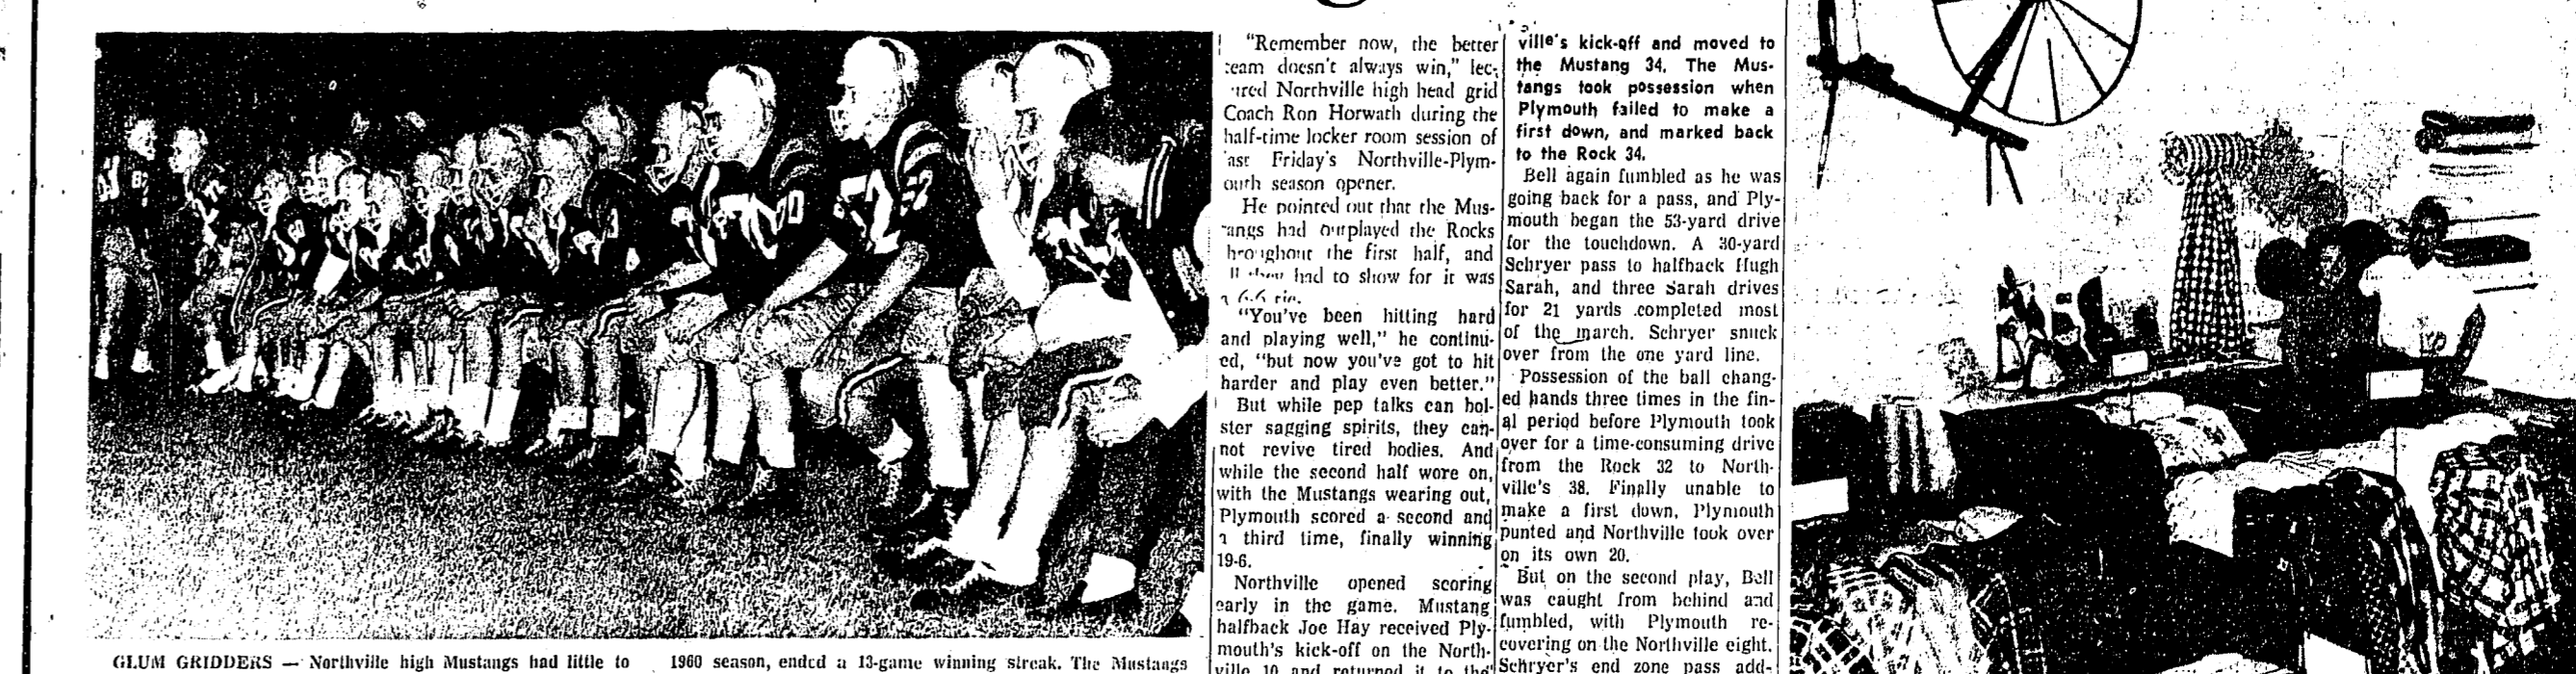 "Remember now, the better
team doesn't always win," lec-
tured Northville high head grid
Coach Ron Horwath during the
half-time locker room session of
last Friday's Northville-Plym-
outh season opener.
He pointed out that the Mus-
tangs had outplayed the Rocks
throughout the first half, and
all they had to show for it was
a 6-6 tie.
"You've been hitting hard
and playing well," he continu-
ed, "but now you've got to hit
harder and play even better."
But while pep talks can bol-
ster sagging spirits, they can-
not revive tired bodies. And
while the second half wore on,
with the Mustangs wearing out,
Plymouth scored a second and
a third time, finally winning
19-6.
Northville opened scoring
early in the game. Mustang
halfback Joe Hay received Ply-
mouth's kick-off on the North-
ville 10 and returned it to the
ville's kick-off and moved to
the Mustang 34. The Mus-
tangs took possession when
Plymouth failed to make a
first down, and marked back
to the Rock 34.
Bell again fumbled as he was
going back for a pass, and Ply-
mouth began the 53-yard drive
for the touchdown. A 30-yard
Schryer pass to halfback Hugh
Sarah, and three Sarah drives
for 21 yards completed most
of the march. Schryer snuck
over from the one yard line.
Possession of the ball chang-
ed hands three times in the fin-
al period before Plymouth took
over for a time-consuming drive
from the Rock 32 to North-
ville's 38. Finally unable to
make a first down, Plymouth
punted and Northville took over
on its own 20.
But on the second play, Bell
was caught from behind and
fumbled, with Plymouth re-
covering on the Northville eight.
Schryer's end zone pass add-
GLUM GRIDDERS — Northville high Mustangs had little to
1960 season, ended a 13-game winning streak. The Mustangs